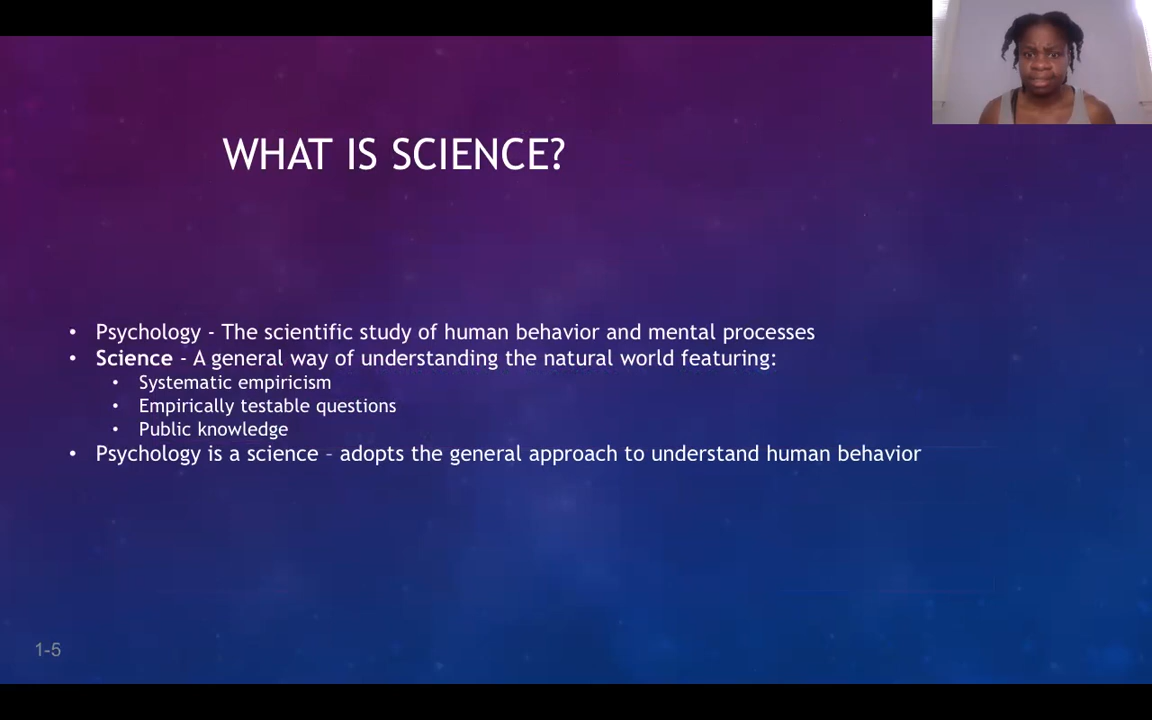 WHAT IS SCIENCE?
• Psychology - The scientific study of human behavior and mental processes
• Science - A general way of understanding the natural world featuring:
• Systematic empiricism
• Empirically testable questions
• Public knowledge
• Psychology is a science – adopts the general approach to understand human behavior
1-5